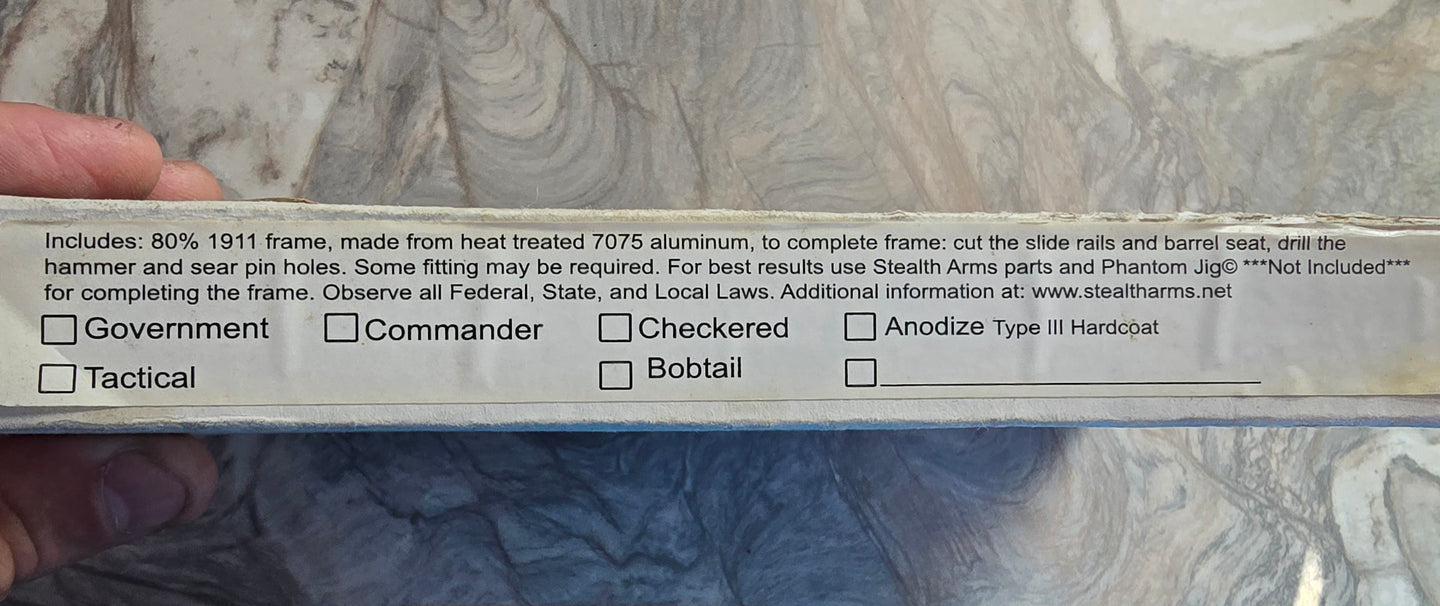 Includes: 80% 1911 frame, made from heat treated 7075 aluminum, to complete frame: cut the slide rails and barrel seat, drill the
hammer and sear pin holes. Some fitting may be required. For best results use Stealth Arms parts and Phantom Jig© ***Not Included***
for completing the frame. Observe all Federal, State, and Local Laws. Additional information at: www.stealtharms.net
Government Commander Checkered Anodize Type III Hardcoat
Tactical Bobtail